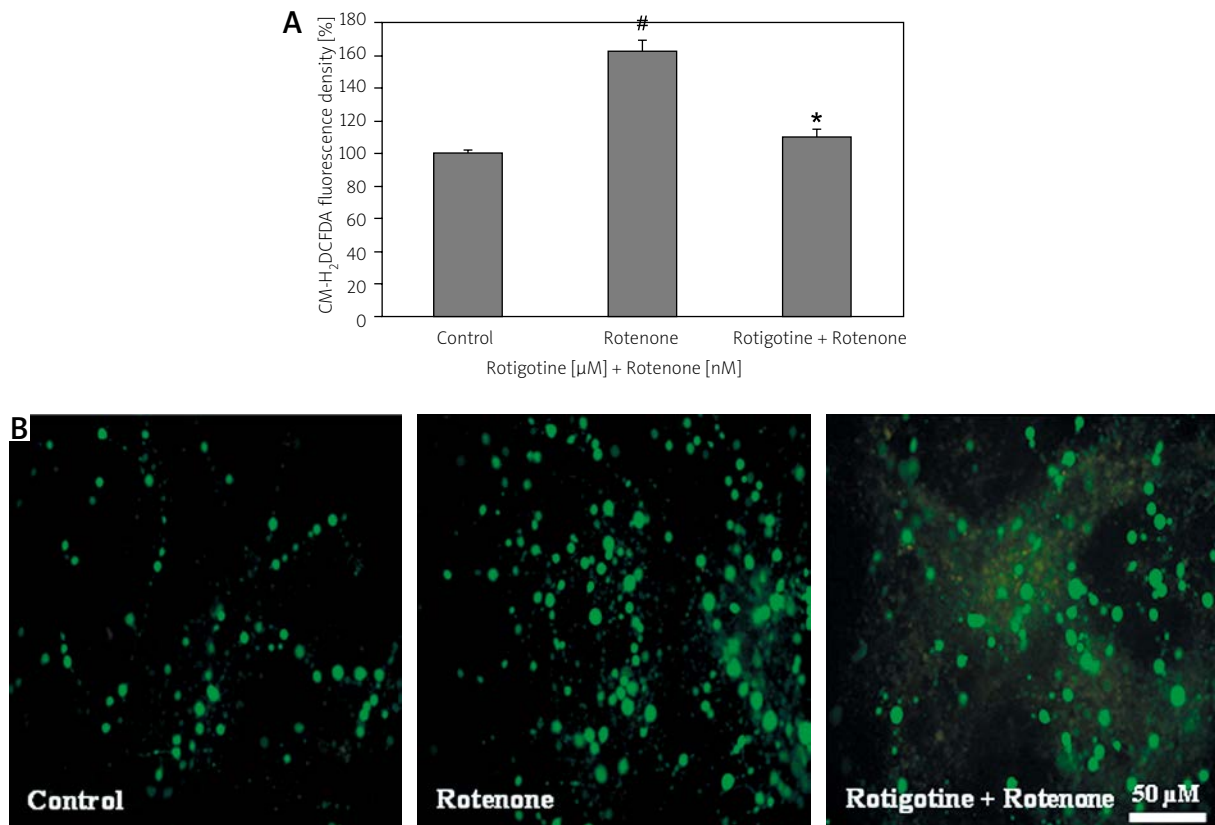 A
CM-H₂DCFDA fluorescence density [%]
180
160
140
120
100
80
60
40
20
0
#
*
Control Rotenone Rotigotine + Rotenone
Rotigotine [µM] + Rotenone [nM]
B
Control
Rotenone
Rotigotine + Rotenone
50 µM